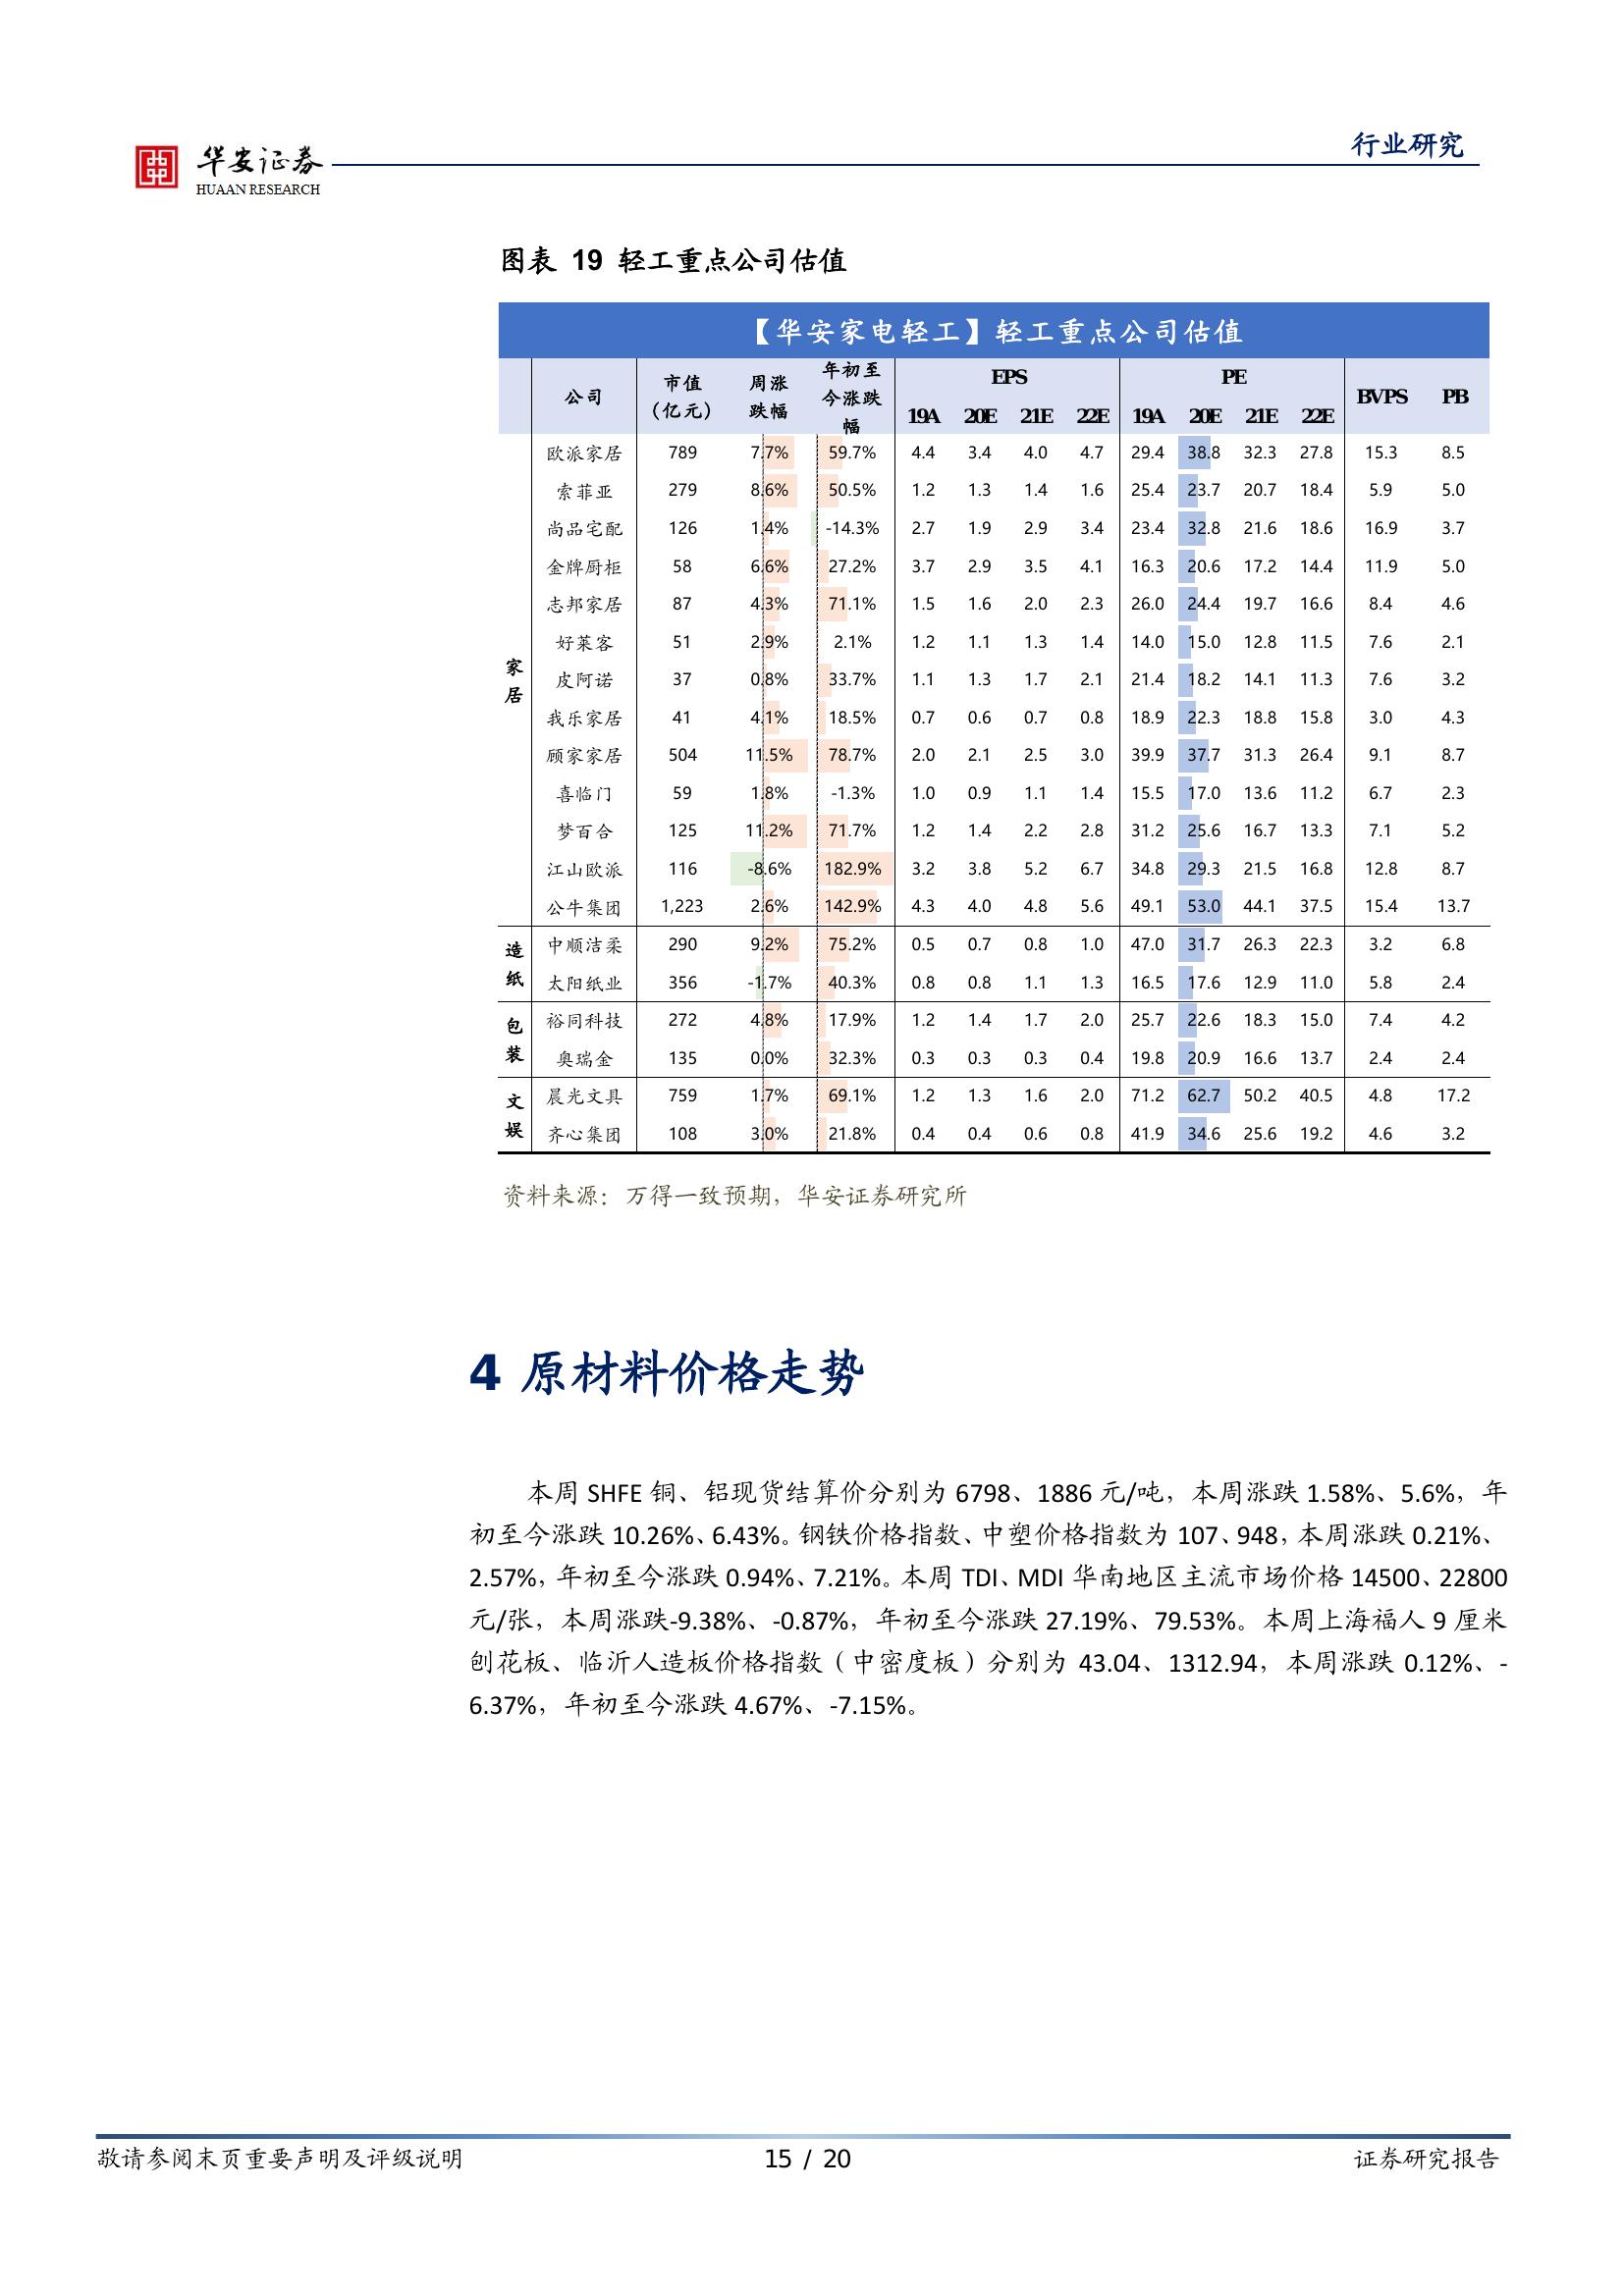 华安证券
HUAAN RESEARCH
行业研究
图表 19 轻工重点公司估值
【华安家电轻工】轻工重点公司估值
公司 市值（亿元） 周涨跌幅 年初至今涨跌幅 EPS PE BVPS PB
19A 20E 21E 22E 19A 20E 21E 22E
家居
欧派家居 789 7.7% 59.7% 4.4 3.4 4.0 4.7 29.4 38.8 32.3 27.8 15.3 8.5
索菲亚 279 8.6% 50.5% 1.2 1.3 1.4 1.6 25.4 23.7 20.7 18.4 5.9 5.0
尚品宅配 126 1.4% -14.3% 2.7 1.9 2.9 3.4 23.4 32.8 21.6 18.6 16.9 3.7
金牌厨柜 58 6.6% 27.2% 3.7 2.9 3.5 4.1 16.3 20.6 17.2 14.4 11.9 5.0
志邦家居 87 4.3% 71.1% 1.5 1.6 2.0 2.3 26.0 24.4 19.7 16.6 8.4 4.6
好莱客 51 2.9% 2.1% 1.2 1.1 1.3 1.4 14.0 15.0 12.8 11.5 7.6 2.1
皮阿诺 37 0.8% 33.7% 1.1 1.3 1.7 2.1 21.4 18.2 14.1 11.3 7.6 3.2
我乐家居 41 4.1% 18.5% 0.7 0.6 0.7 0.8 18.9 22.3 18.8 15.8 3.0 4.3
顾家家居 504 11.5% 78.7% 2.0 2.1 2.5 3.0 39.9 37.7 31.3 26.4 9.1 8.7
喜临门 59 1.8% -1.3% 1.0 0.9 1.1 1.4 15.5 17.0 13.6 11.2 6.7 2.3
梦百合 125 11.2% 71.7% 1.2 1.4 2.2 2.8 31.2 25.6 16.7 13.3 7.1 5.2
江山欧派 116 -8.6% 182.9% 3.2 3.8 5.2 6.7 34.8 29.3 21.5 16.8 12.8 8.7
公牛集团 1,223 2.6% 142.9% 4.3 4.0 4.8 5.6 49.1 53.0 44.1 37.5 15.4 13.7
造纸
中顺洁柔 290 9.2% 75.2% 0.5 0.7 0.8 1.0 47.0 31.7 26.3 22.3 3.2 6.8
太阳纸业 356 -1.7% 40.3% 0.8 0.8 1.1 1.3 16.5 17.6 12.9 11.0 5.8 2.4
包装
裕同科技 272 4.8% 17.9% 1.2 1.4 1.7 2.0 25.7 22.6 18.3 15.0 7.4 4.2
奥瑞金 135 0.0% 32.3% 0.3 0.3 0.3 0.4 19.8 20.9 16.6 13.7 2.4 2.4
文娱
晨光文具 759 1.7% 69.1% 1.2 1.3 1.6 2.0 71.2 62.7 50.2 40.5 4.8 17.2
齐心集团 108 3.0% 21.8% 0.4 0.4 0.6 0.8 41.9 34.6 25.6 19.2 4.6 3.2
资料来源：万得一致预期，华安证券研究所
4 原材料价格走势
本周 SHFE 铜、铝现货结算价分别为 6798、1886 元/吨，本周涨跌 1.58%、5.6%，年
初至今涨跌 10.26%、6.43%。钢铁价格指数、中塑价格指数为 107、948，本周涨跌 0.21%、
2.57%，年初至今涨跌 0.94%、7.21%。本周 TDI、MDI 华南地区主流市场价格 14500、22800
元/张，本周涨跌-9.38%、-0.87%，年初至今涨跌 27.19%、79.53%。本周上海福人 9 厘米
刨花板、临沂人造板价格指数（中密度板）分别为 43.04、1312.94，本周涨跌 0.12%、-
6.37%，年初至今涨跌 4.67%、-7.15%。
敬请参阅末页重要声明及评级说明
15 / 20
证券研究报告